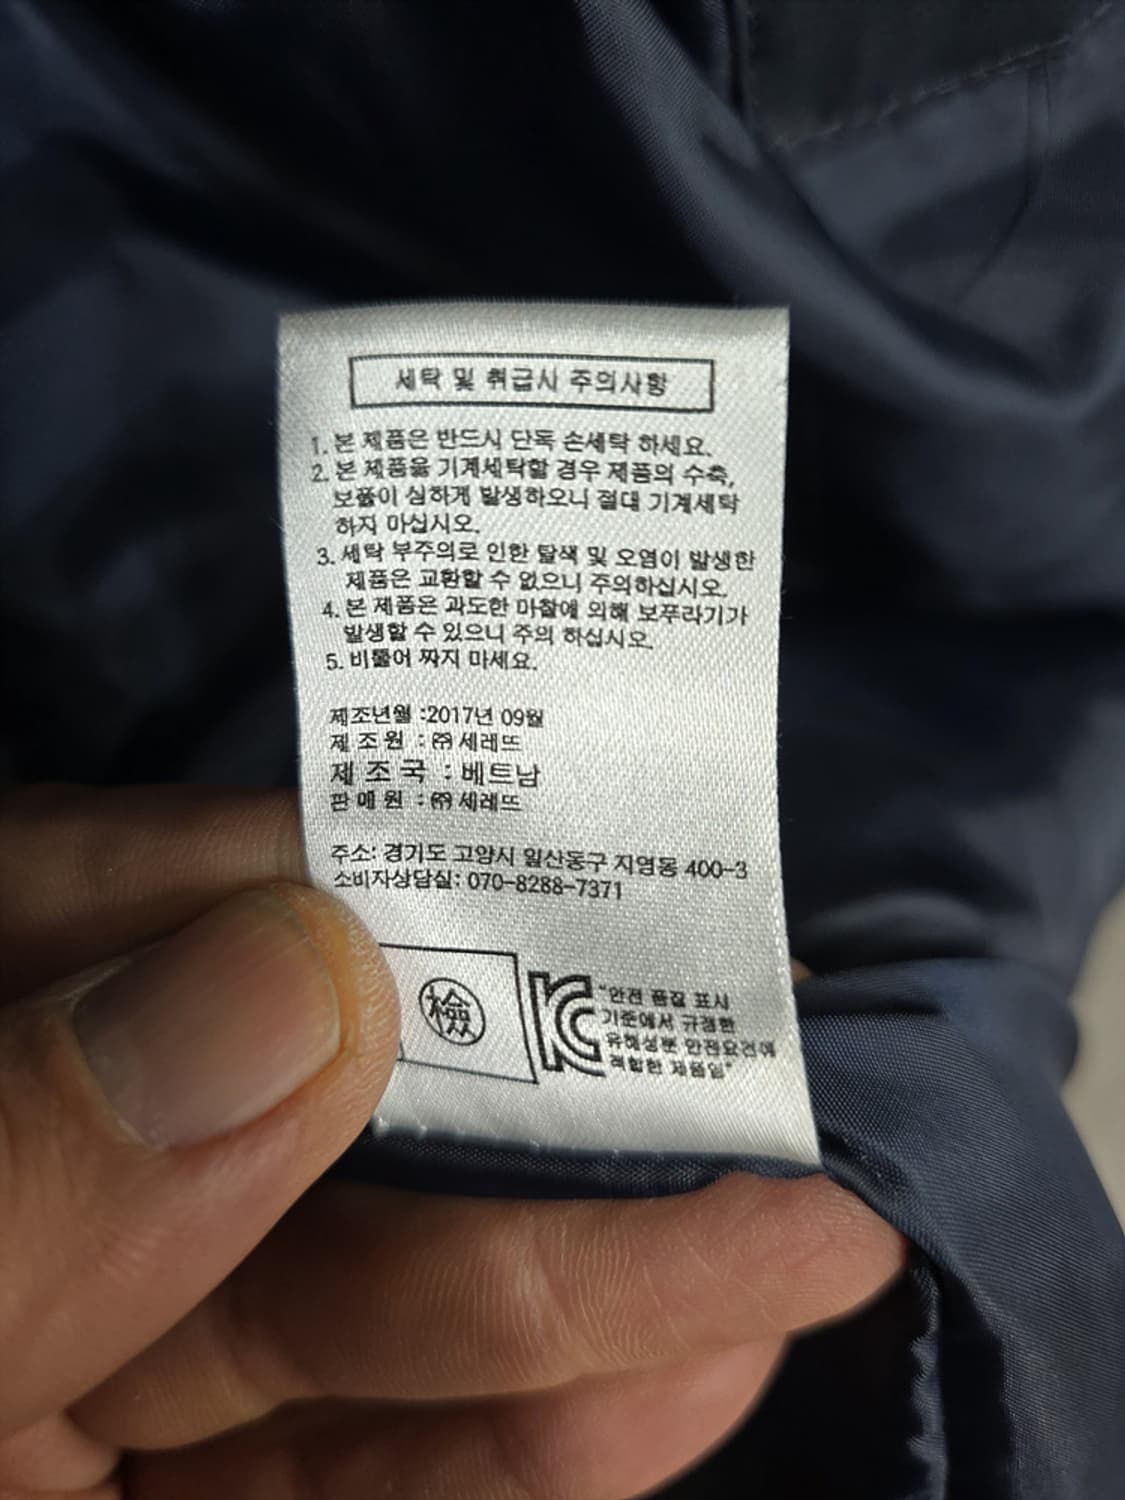 세탁 및 취급시 주의사항
1. 본 제품은 반드시 단독 손세탁 하세요.
2. 본 제품을 기계세탁할 경우 제품의 수축,
보풀이 심하게 발생하오니 절대 기계세탁
하지 마십시오.
3. 세탁 부주의로 인한 탈색 및 오염이 발생한
제품은 교환할 수 없으니 주의하십시오.
4. 본 제품은 과도한 마찰에 의해 보푸라기가
발생할 수 있으니 주의 하십시오.
5. 비틀어 짜지 마세요.
제조년월 :2017년 09월
제 조 원 : ㈜ 세레뜨
제 조 국 : 베트남
판 매 원 : ㈜ 세레뜨
주소: 경기도 고양시 일산동구 지영동 400-3
소비자상담실: 070-8288-7371
檢
KC
"안전 품질 표시
기준에서 규정한
유해성분 안전요건에
적합한 제품임"